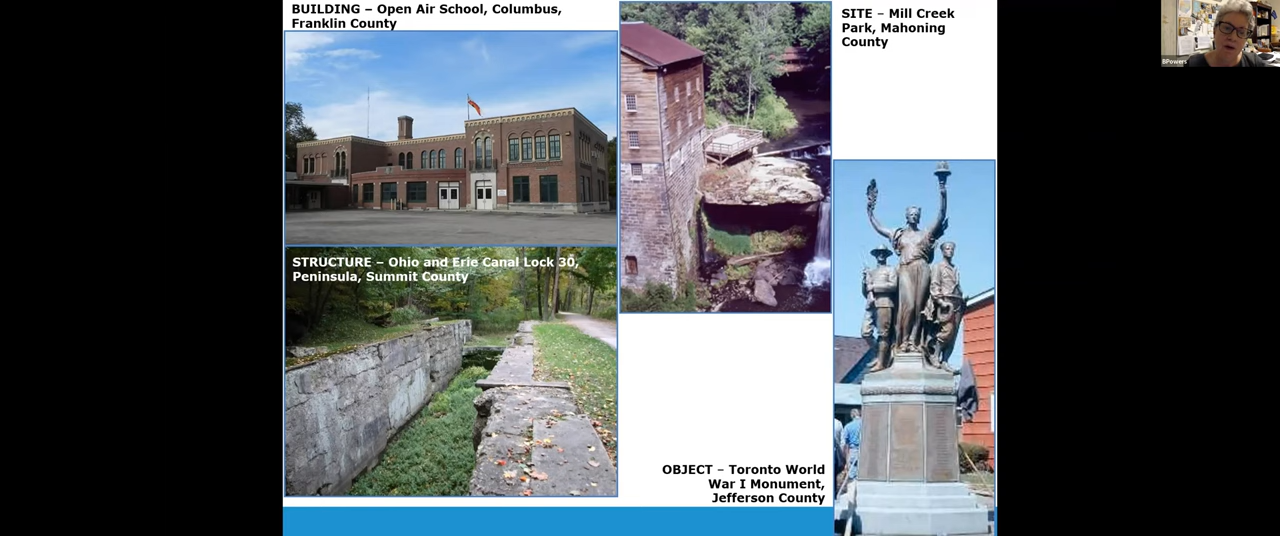 BUILDING – Open Air School, Columbus,
Franklin County
SITE – Mill Creek
Park, Mahoning
County
BPowers
STRUCTURE – Ohio and Erie Canal Lock 30,
Peninsula, Summit County
OBJECT – Toronto World
War I Monument,
Jefferson County